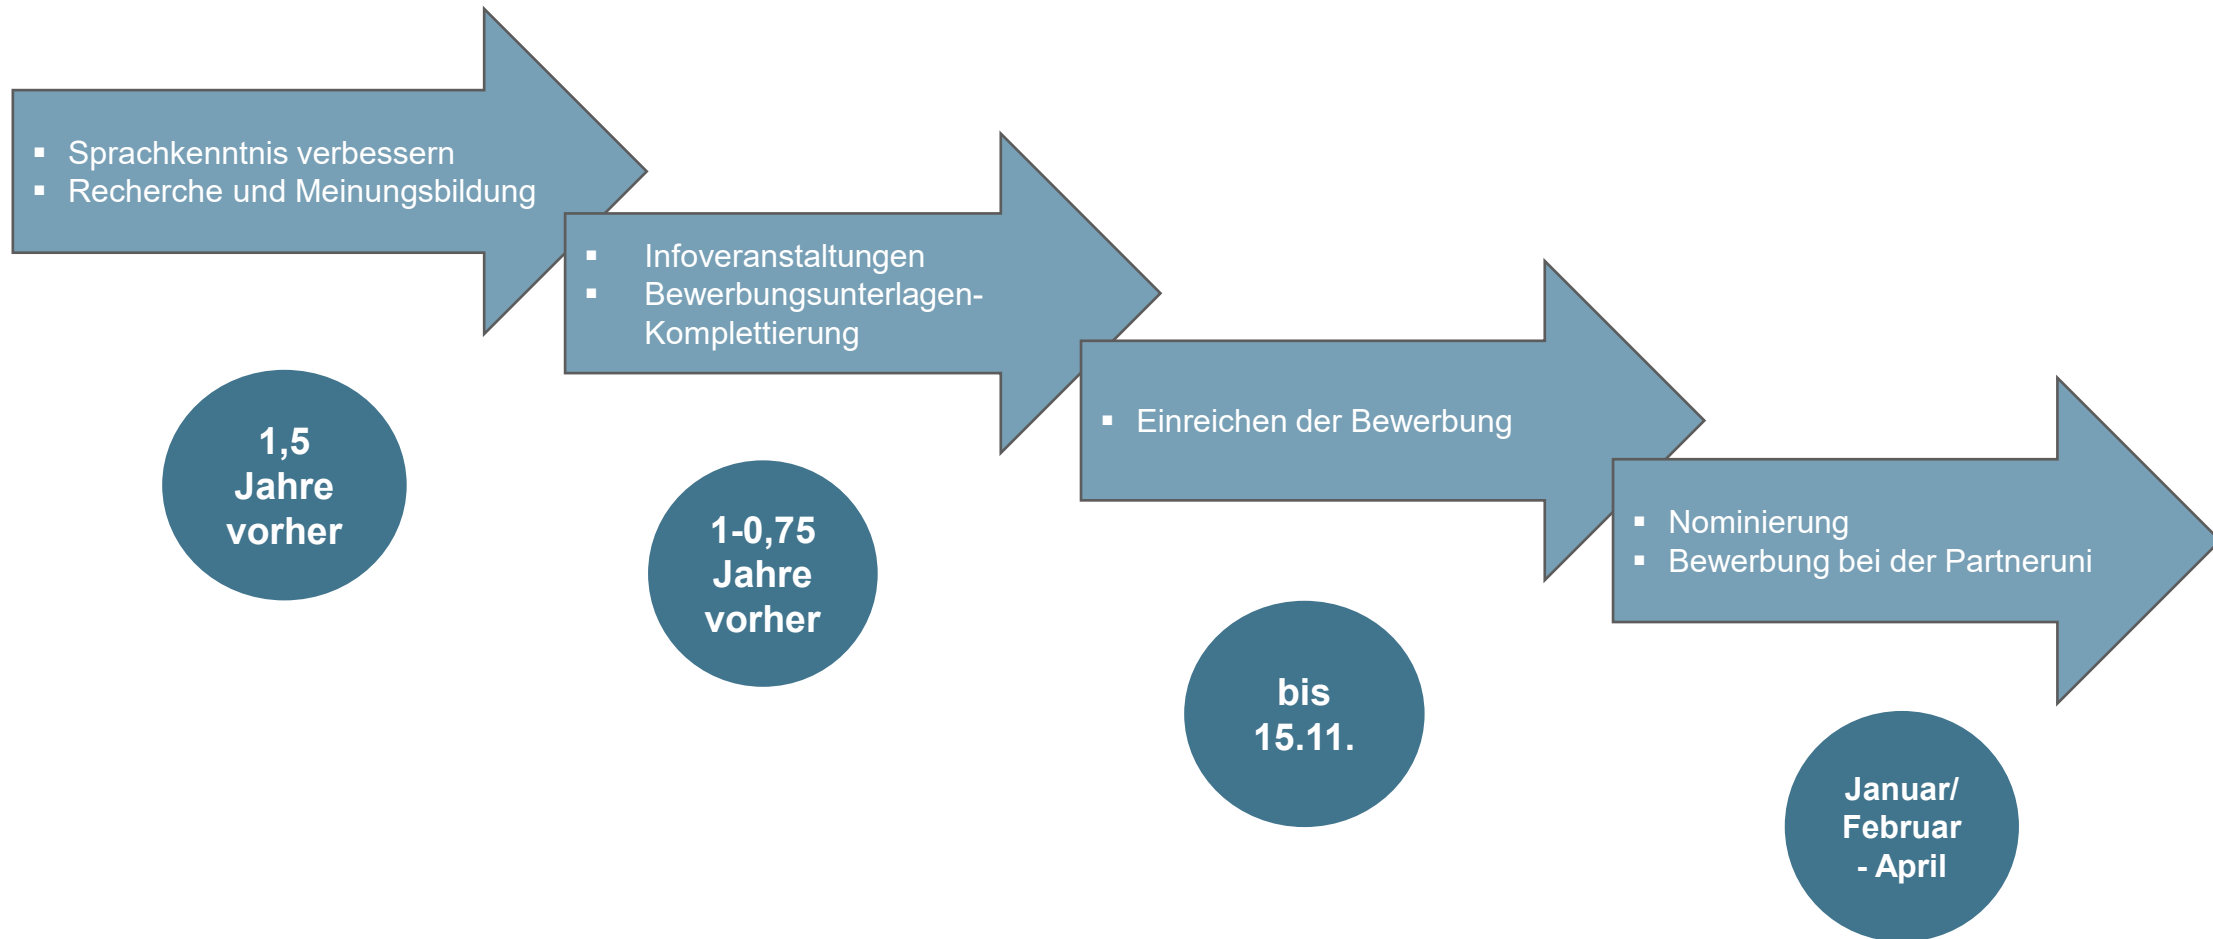 ▪ Sprachkenntnis verbessern
▪ Recherche und Meinungsbildung
1,5
Jahre
vorher
▪ Infoveranstaltungen
▪ Bewerbungsunterlagen-
Komplettierung
1-0,75
Jahre
vorher
▪ Einreichen der Bewerbung
bis
15.11.
▪ Nominierung
▪ Bewerbung bei der Partneruni
Januar/
Februar
- April